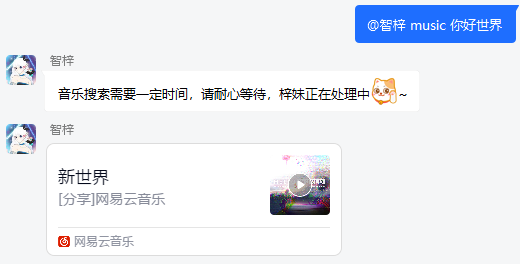 @智梓 music 你好世界
智梓
音乐搜索需要一定时间，请耐心等待，梓妹正在处理中~
智梓
新世界
[分享]网易云音乐
网易云音乐